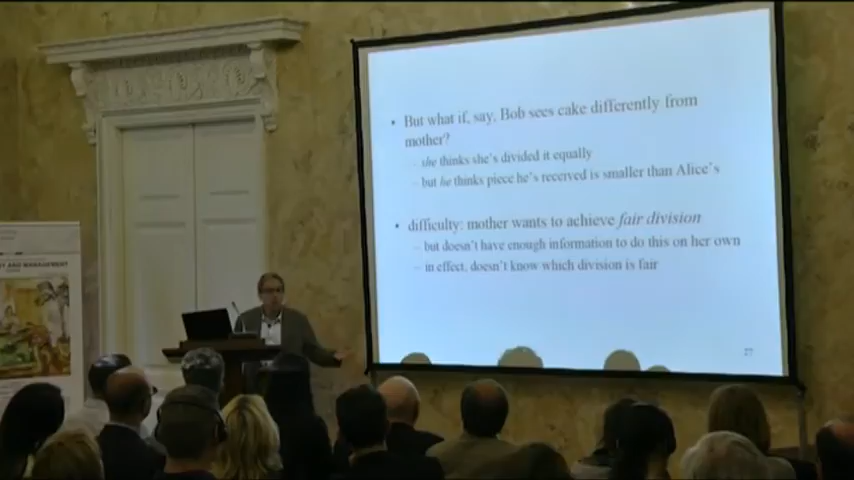 • But what if, say, Bob sees cake differently from
mother?
– she thinks she's divided it equally
– but he thinks piece he's received is smaller than Alice's
• difficulty: mother wants to achieve fair division
– but doesn't have enough information to do this on her own
– in effect, doesn't know which division is fair
27
AND MANAGEMENT